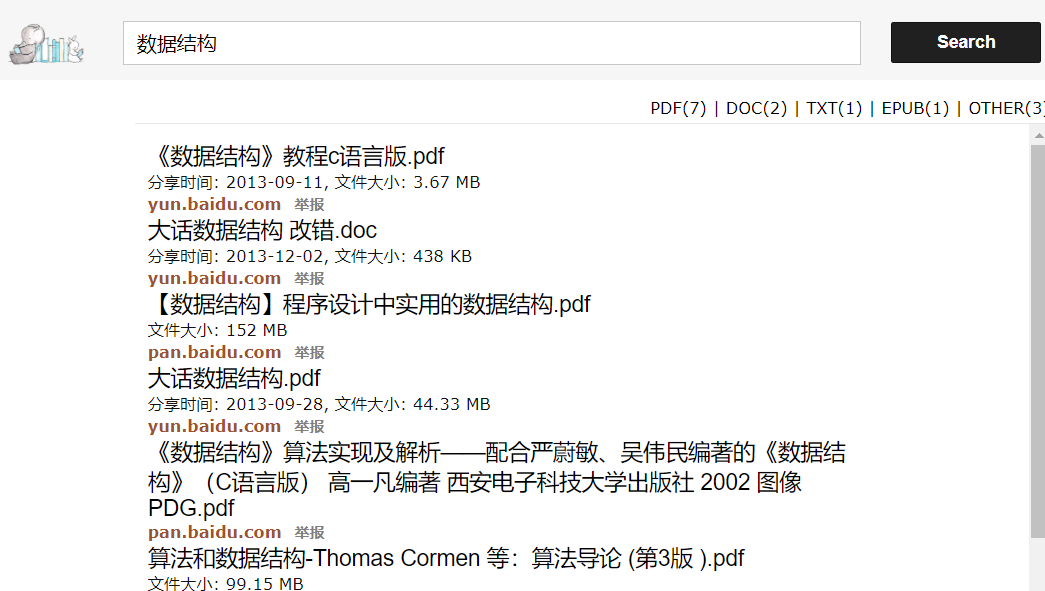 数据结构
Search
PDF(7) | DOC(2) | TXT(1) | EPUB(1) | OTHER(3)
《数据结构》教程c语言版.pdf
分享时间: 2013-09-11, 文件大小: 3.67 MB
yun.baidu.com 举报
大话数据结构 改错.doc
分享时间: 2013-12-02, 文件大小: 438 KB
yun.baidu.com 举报
【数据结构】程序设计中实用的数据结构.pdf
文件大小: 152 MB
pan.baidu.com 举报
大话数据结构.pdf
分享时间: 2013-09-28, 文件大小: 44.33 MB
yun.baidu.com 举报
《数据结构》算法实现及解析——配合严蔚敏、吴伟民编著的《数据结
构》（C语言版） 高一凡编著 西安电子科技大学出版社 2002 图像
PDG.pdf
pan.baidu.com 举报
算法和数据结构-Thomas Cormen 等：算法导论 (第3版 ).pdf
文件大小: 99.15 MB